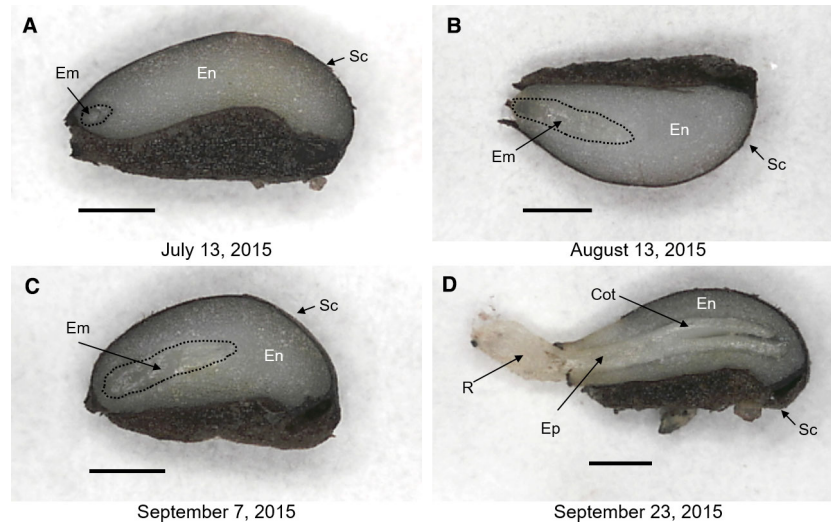 A
Em
En
Sc
July 13, 2015
B
Em
En
Sc
August 13, 2015
C
Em
En
Sc
September 7, 2015
D
Cot
En
R
Ep
Sc
September 23, 2015